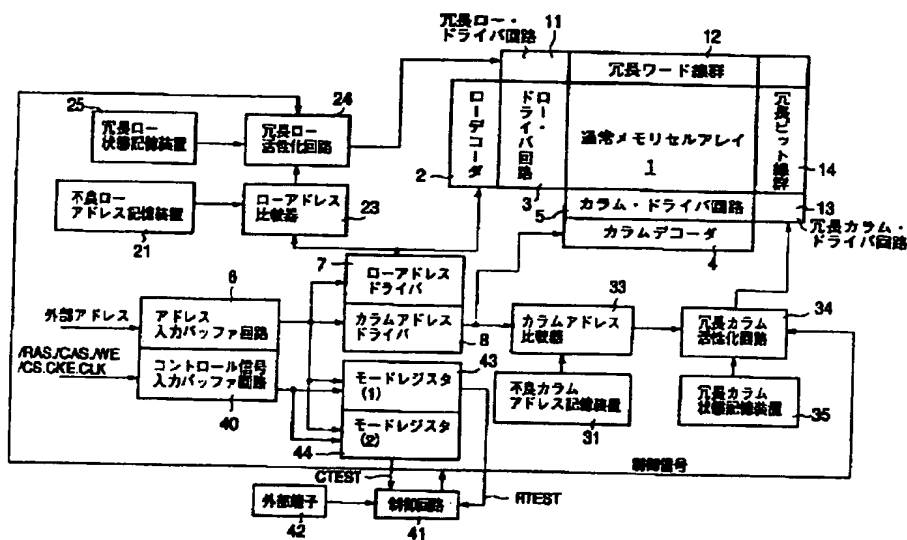 冗長ロー・
ドライバ回路
11
12
冗長ワード線群
25
冗長ロー
状態記憶装置
24
冗長ロー
活性化回路
ローデコーダ
2
ロー・
ドライバ回路
3
通常メモリセルアレイ
1
冗長ビット線群
14
不良ロー
アドレス記憶装置
21
ローアドレス
比較器
23
5
カラム・ドライバ回路
13
カラムデコーダ
4
冗長カラム・
ドライバ回路
6
外部アドレス
アドレス
入力バッファ回路
7
ローアドレス
ドライバ
カラムアドレス
ドライバ
8
33
カラムアドレス
比較器
34
冗長カラム
活性化回路
/RAS./CAS./WE
/CS.CKE.CLK
コントロール信号
入力バッファ回路
40
43
モードレジスタ
(1)
モードレジスタ
(2)
44
不良カラム
アドレス記憶装置
31
冗長カラム
状態記憶装置
35
制御信号
CTEST
RTEST
外部端子
42
制御回路
41